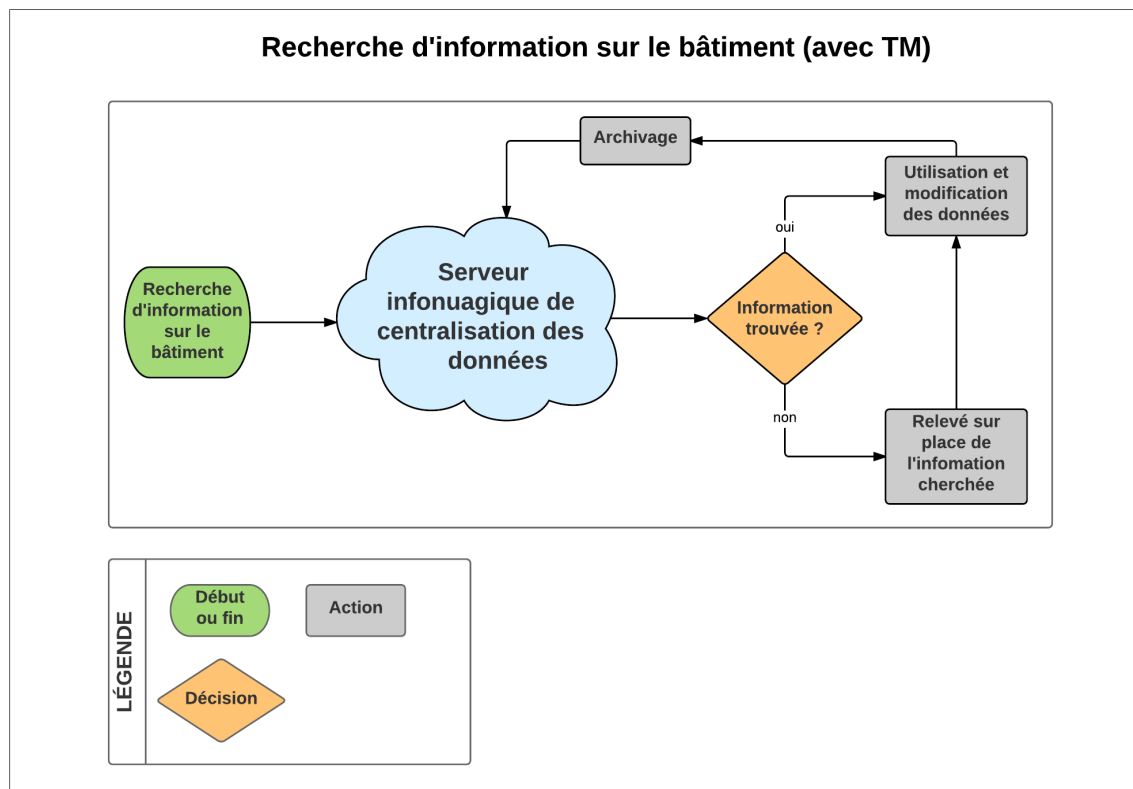 Recherche d'information sur le bâtiment (avec TM)
Archivage
Utilisation et
modification
des données
oui
Recherche
d'information
sur le
bâtiment
Serveur
infonuagique de
centralisation des
données
Information
trouvée ?
non
Relevé sur
place de
l'infomation
cherchée
LÉGENDE
Début
ou fin
Action
Décision